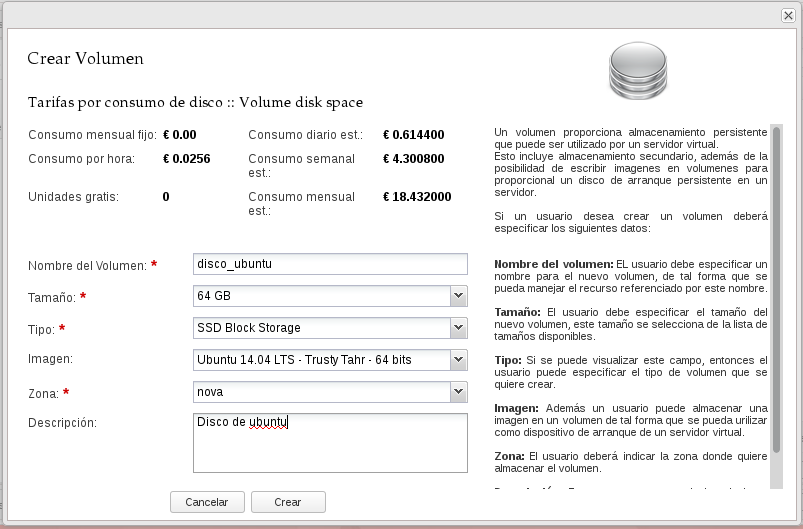 Crear Volumen
Tarifas por consumo de disco :: Volume disk space
Consumo mensual fijo: € 0.00 Consumo diario est.: € 0.614400
Consumo por hora: € 0.0256 Consumo semanal est.: € 4.300800
Unidades gratis: 0 Consumo mensual est.: € 18.432000
Nombre del Volumen: * disco_ubuntu
Tamaño: * 64 GB
Tipo: * SSD Block Storage
Imagen: Ubuntu 14.04 LTS - Trusty Tahr - 64 bits
Zona: * nova
Descripción: Disco de ubuntu
Cancelar Crear
Un volumen proporciona almacenamiento persistente
que puede ser utilizado por un servidor virtual.
Esto incluye almacenamiento secundario, además de la
posibilidad de escribir imagenes en volumenes para
proporcional un disco de arranque persistente en un
servidor.
Si un usuario desea crear un volumen deberá
especificar los siguientes datos:
Nombre del volumen: EL usuario debe especificar un
nombre para el nuevo volumen, de tal forma que se
pueda manejar el recurso referenciado por este nombre.
Tamaño: El usuario debe especificar el tamaño del
nuevo volumen, este tamaño se selecciona de la lista de
tamaños disponibles.
Tipo: Si se puede visualizar este campo, entonces el
usuario puede especificar el tipo de volumen que se
quiere crear.
Imagen: Además un usuario puede almacenar una
imagen en un volumen de tal forma que se pueda urilizar
como dispositivo de arranque de un servidor virtual.
Zona: El usuario deberá indicar la zona donde quiere
almacenar el volumen.